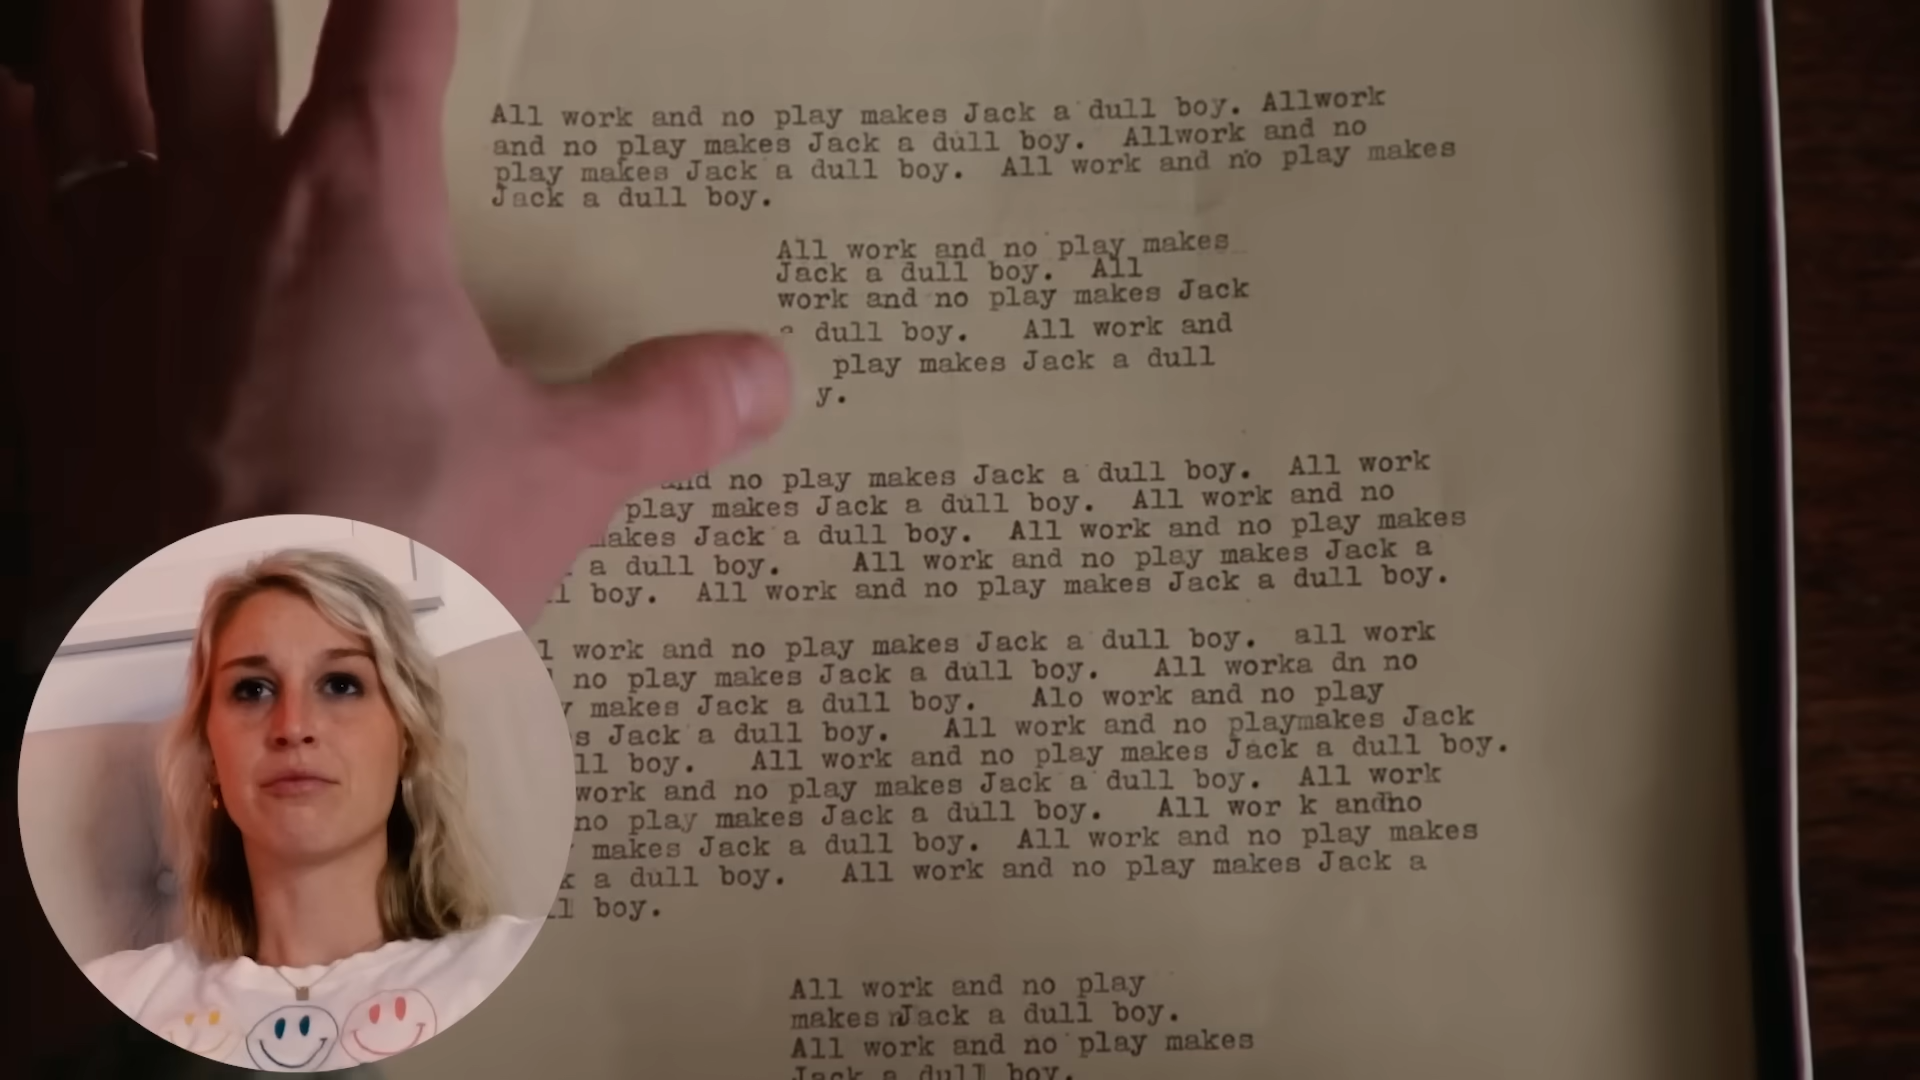 All work and no play makes Jack a dull boy. Allwork
and no play makes Jack a dull boy. Allwork and no
play makes Jack a dull boy. All work and no play makes
Jack a dull boy.
All work and no play makes
Jack a dull boy. All
work and no play makes Jack
dull boy. All work and
play makes Jack a dull
y.
no play makes Jack a dull boy. All work
play makes Jack a dull boy. All work and no
akes Jack a dull boy. All work and no play makes
a dull boy. All work and no play makes Jack a
boy. All work and no play makes Jack a dull boy.
work and no play makes Jack a dull boy. all work
no play makes Jack a dull boy. All worka dn no
makes Jack a dull boy. Alo work and no play
s Jack a dull boy. All work and no playmakes Jack
ll boy. All work and no play makes Jack a dull boy.
work and no play makes Jack a dull boy. All work
no play makes Jack a dull boy. All wor k andno
makes Jack a dull boy. All work and no play makes
a dull boy. All work and no play makes Jack a
boy.
All work and no play
makes Jack a dull boy.
All work and no play makes
Jack a dull boy.